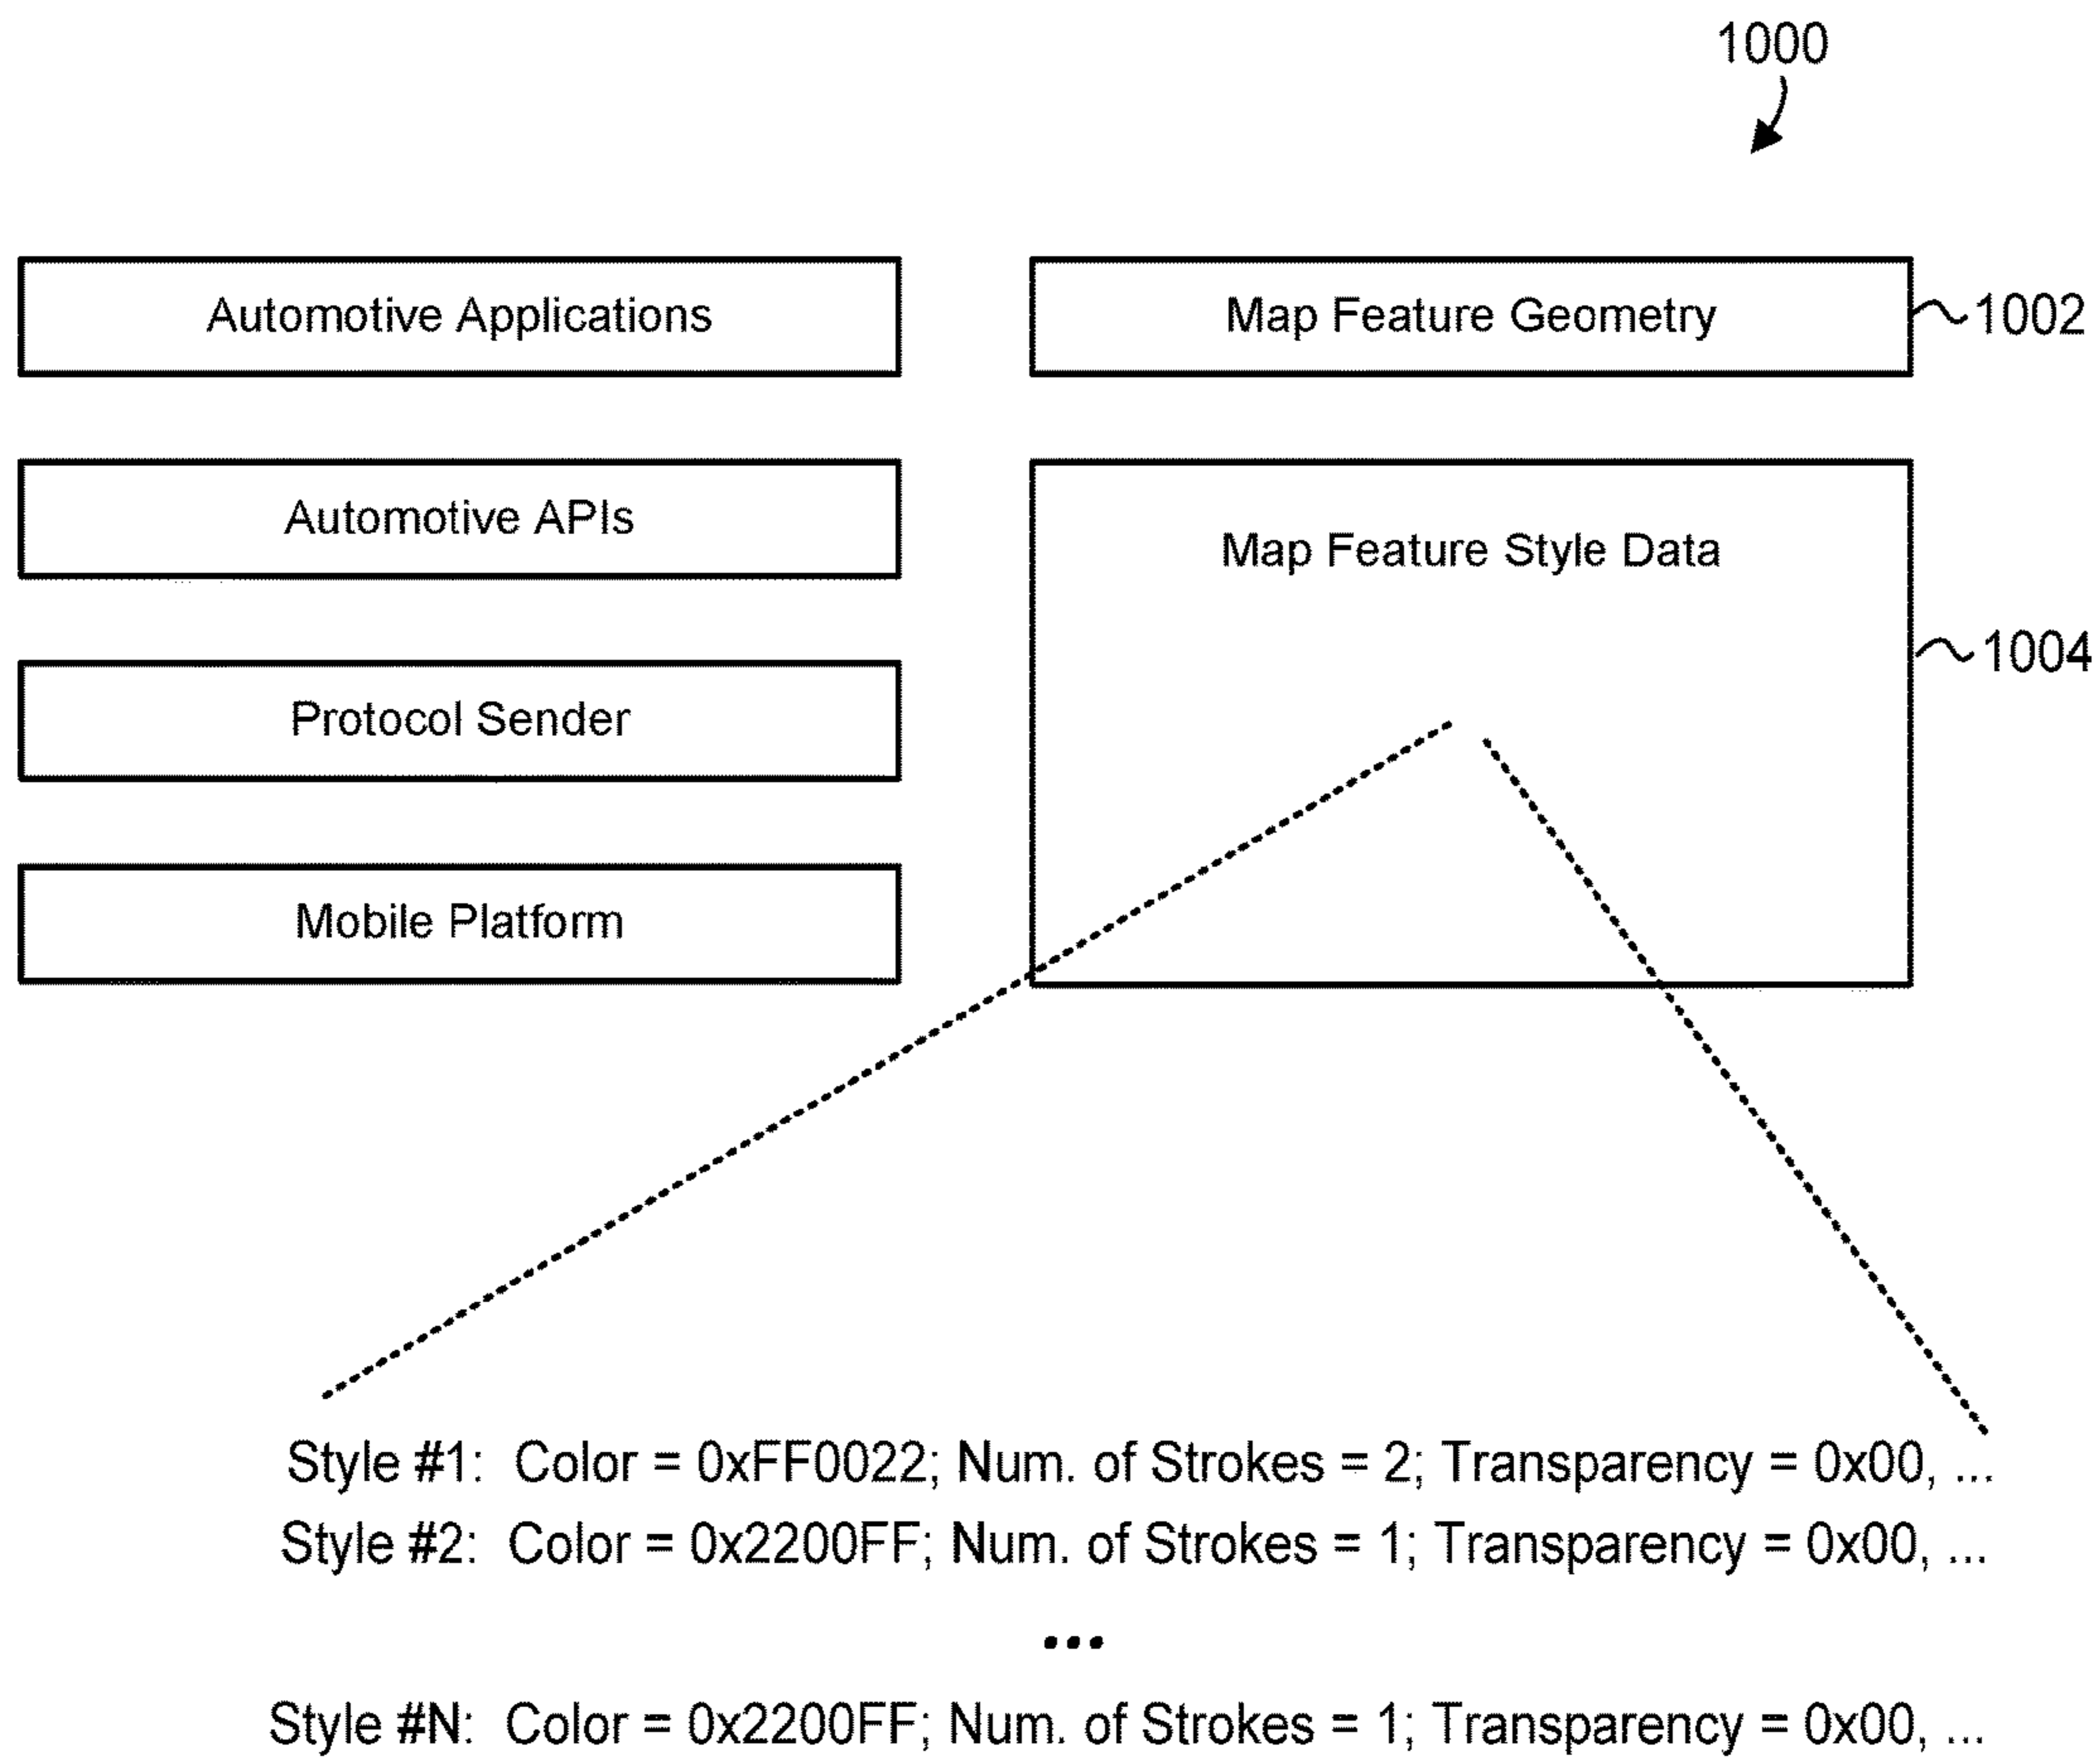 1000
Automotive Applications
Map Feature Geometry
1002
Automotive APIs
Map Feature Style Data
1004
Protocol Sender
Mobile Platform
Style #1: Color = 0xFF0022; Num. of Strokes = 2; Transparency = 0x00, ...
Style #2: Color = 0x2200FF; Num. of Strokes = 1; Transparency = 0x00, ...
...
Style #N: Color = 0x2200FF; Num. of Strokes = 1; Transparency = 0x00, ...